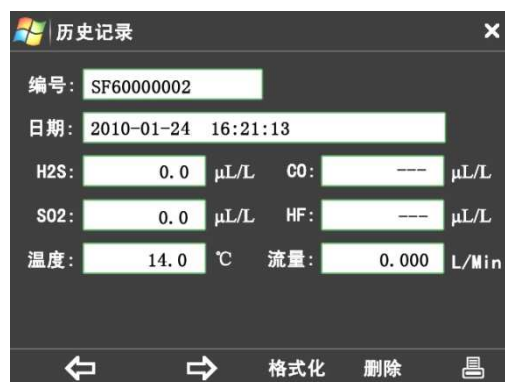 历史记录
编号: SF60000002
日期: 2010-01-24 16:21:13
H2S: 0.0 μL/L CO: --- μL/L
SO2: 0.0 μL/L HF: --- μL/L
温度: 14.0 ℃ 流量: 0.000 L/Min
格式化 删除